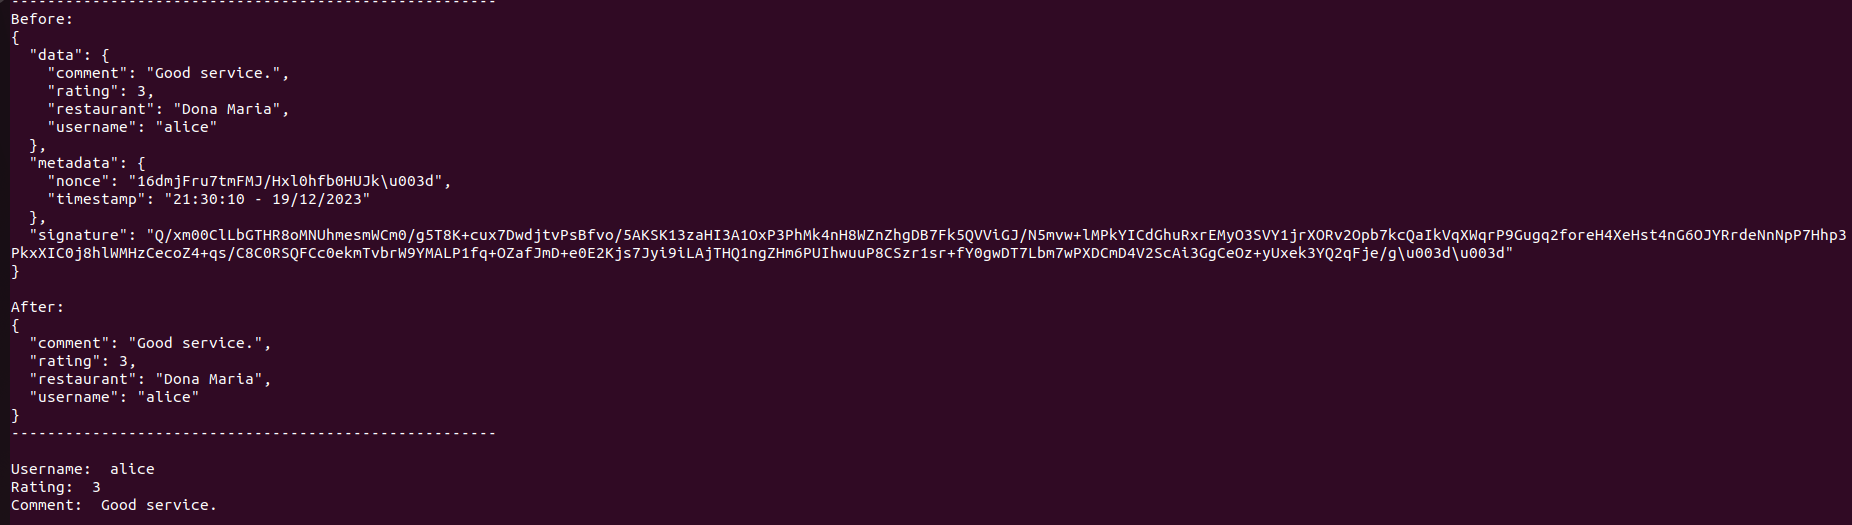 ------------------------------------------------------
Before:
{
  "data": {
    "comment": "Good service.",
    "rating": 3,
    "restaurant": "Dona Maria",
    "username": "alice"
  },
  "metadata": {
    "nonce": "16dmjFru7tmFMJ/Hxl0hfb0HUJk\u003d",
    "timestamp": "21:30:10 - 19/12/2023"
  },
  "signature": "Q/xm00ClLbGTHR8oMNUhmesmWCm0/g5T8K+cux7DwdjtvPsBfvo/5AKSK13zaHI3A1OxP3PhMk4nH8WZnZhgDB7Fk5QVViGJ/N5mvw+lMPkYICdGhuRxrEMyO3SVY1jrXORv2Opb7kcQaIkVqXWqrP9Gugq2foreH4XeHst4nG6OJYRrdeNnNpP7Hhp3
PkxXIC0j8hlWMHzCecoZ4+qs/C8C0RSQFCc0ekmTvbrW9YMALP1fq+OZafJmD+e0E2Kjs7Jyi9iLAjTHQ1ngZHm6PUIhwuuP8CSzr1sr+fY0gwDT7Lbm7wPXDCmD4V2ScAi3GgCeOz+yUxek3YQ2qFje/g\u003d\u003d"
}

After:
{
  "comment": "Good service.",
  "rating": 3,
  "restaurant": "Dona Maria",
  "username": "alice"
}
------------------------------------------------------

Username:  alice
Rating:  3
Comment:  Good service.